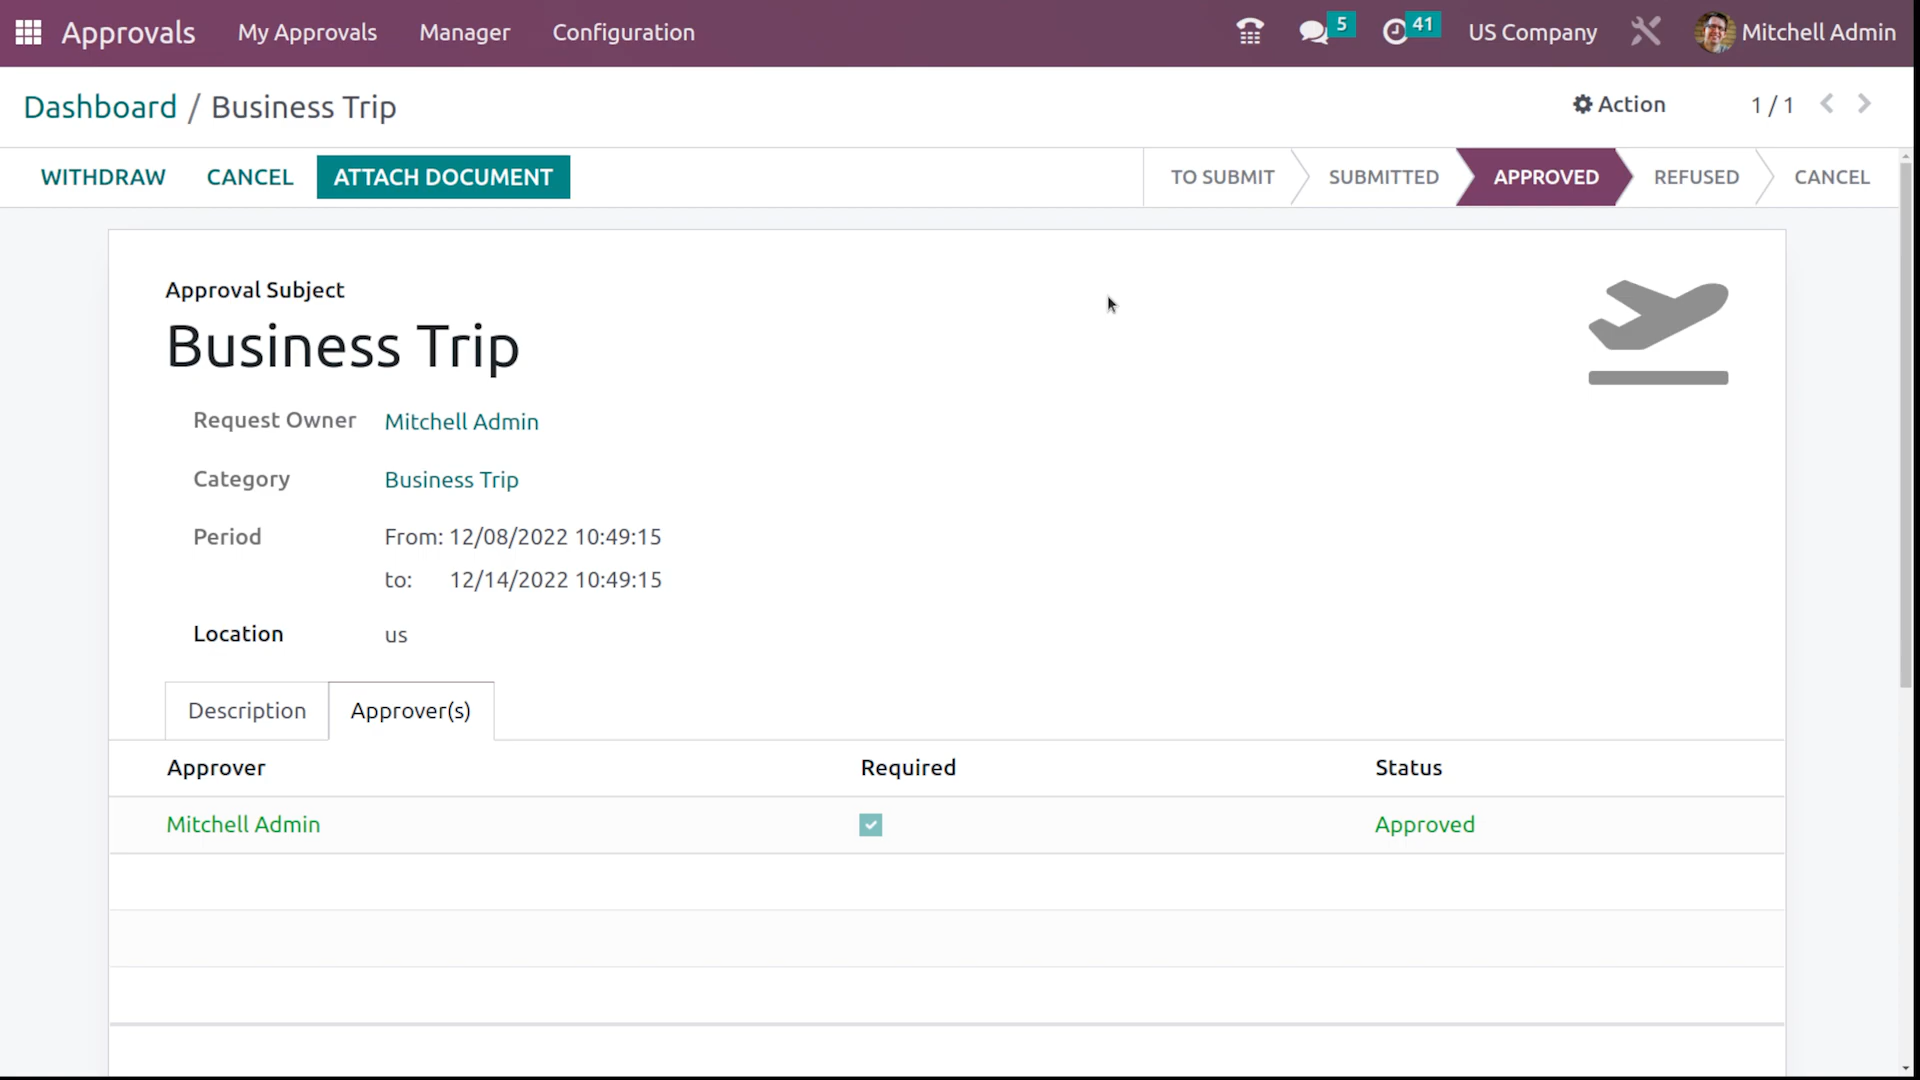 Approvals My Approvals Manager Configuration 5 41 US Company Mitchell Admin
Dashboard / Business Trip Action 1 / 1
WITHDRAW CANCEL ATTACH DOCUMENT TO SUBMIT SUBMITTED APPROVED REFUSED CANCEL
Approval Subject
Business Trip
Request Owner Mitchell Admin
Category Business Trip
Period From: 12/08/2022 10:49:15
to: 12/14/2022 10:49:15
Location us
Description Approver(s)
Approver Required Status
Mitchell Admin Approved